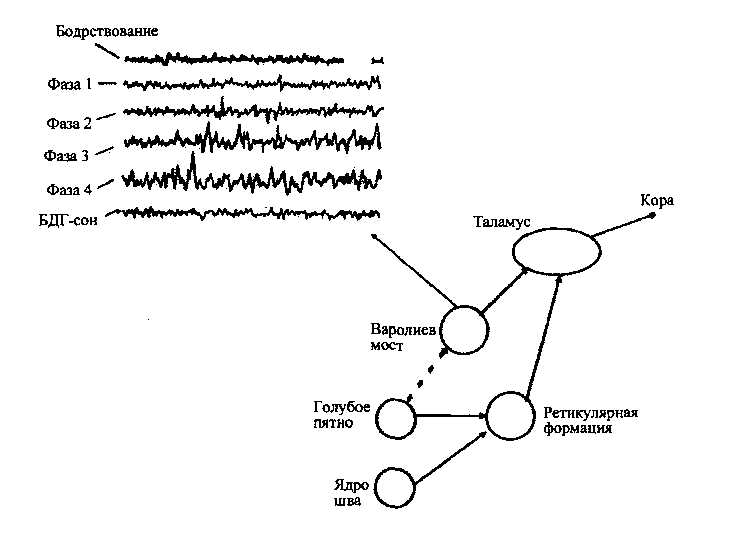 Бодрствование
Фаза 1
Фаза 2
Фаза 3
Фаза 4
БДГ-сон
Кора
Таламус
Варолиев
мост
Голубое
пятно
Ретикулярная
формация
Ядро
шва